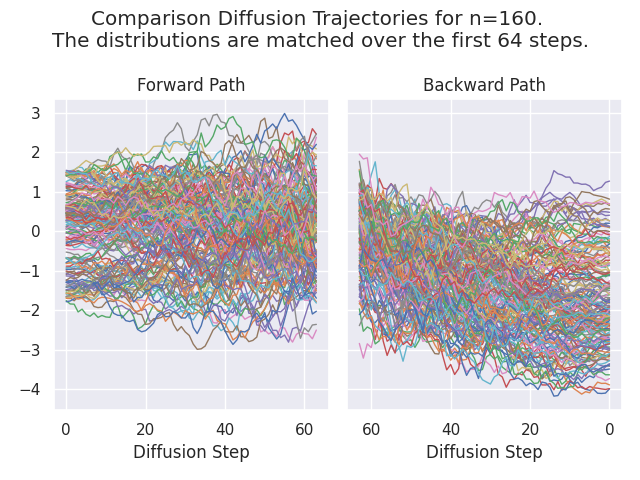 Comparison Diffusion Trajectories for n=160.
The distributions are matched over the first 64 steps.
Forward Path
Backward Path
3
2
1
0
−1
−2
−3
−4
0 20 40 60
60 40 20 0
Diffusion Step
Diffusion Step